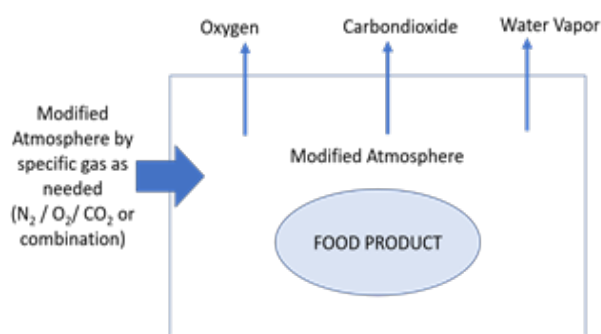 Oxygen
Carbondioxide
Water Vapor
Modified
Atmosphere by
specific gas as
needed
(N₂ / O₂/ CO₂ or
combination)
Modified Atmosphere
FOOD PRODUCT